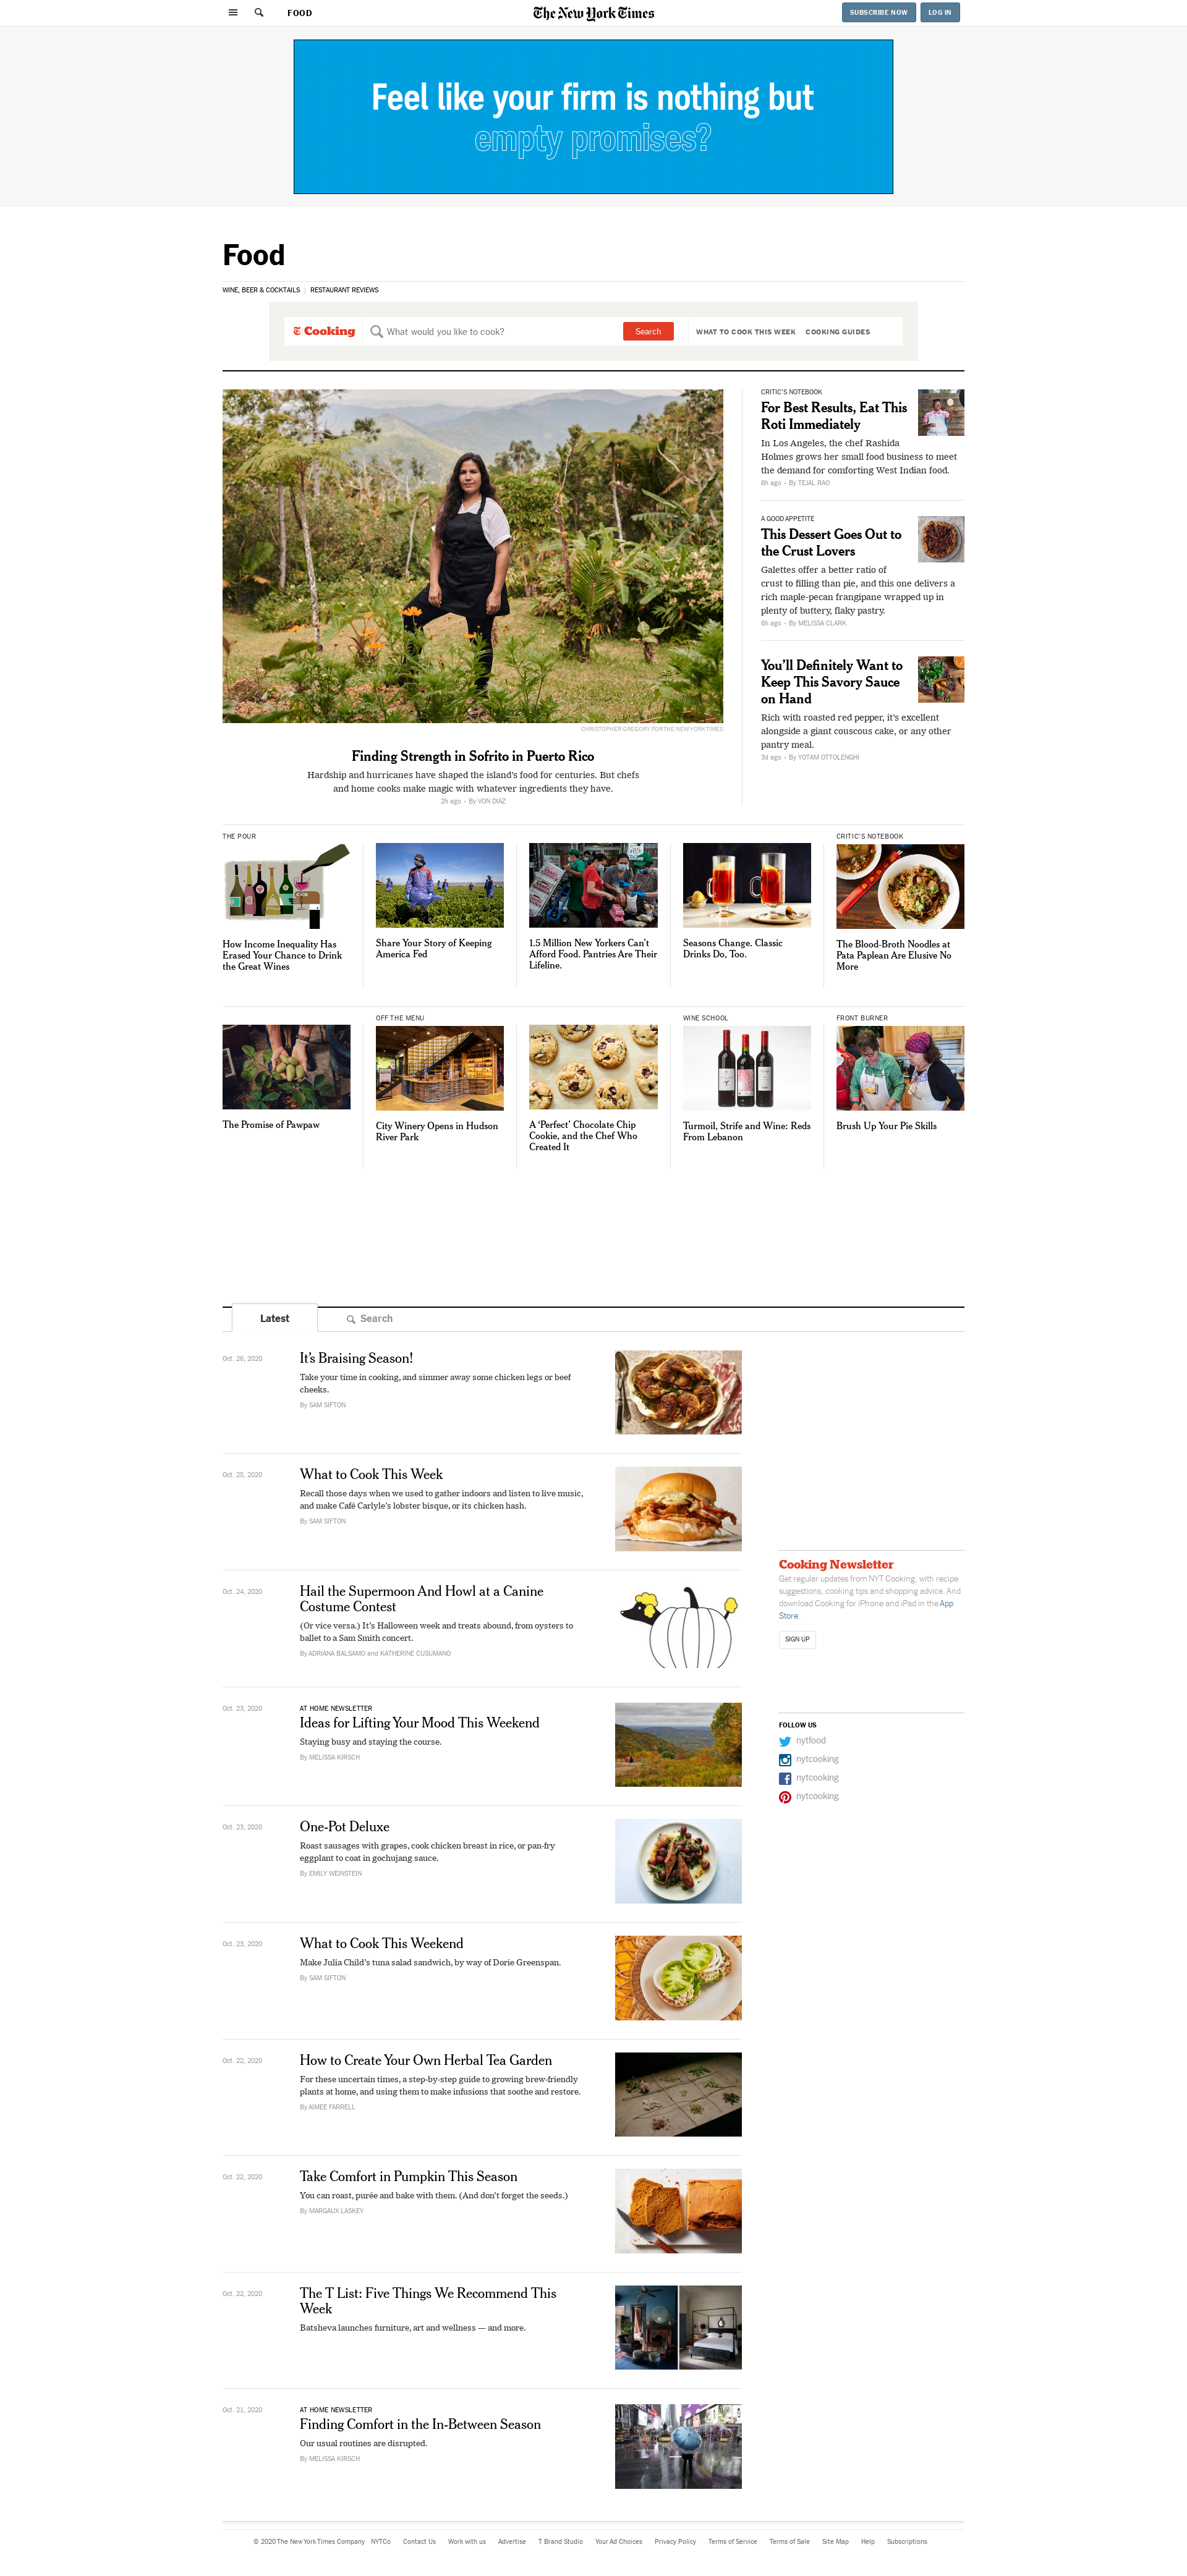 FOOD
The New York Times
SUBSCRIBE NOW
LOG IN
Feel like your firm is nothing but
empty promises?
Food
WINE, BEER & COCKTAILS
RESTAURANT REVIEWS
Cooking
What would you like to cook?
Search
WHAT TO COOK THIS WEEK
COOKING GUIDES
CHRISTOPHER GREGORY FOR THE NEW YORK TIMES
Finding Strength in Sofrito in Puerto Rico
Hardship and hurricanes have shaped the island's food for centuries. But chefs
and home cooks make magic with whatever ingredients they have.
2h ago - By VON DIAZ
CRITIC'S NOTEBOOK
For Best Results, Eat This
Roti Immediately
In Los Angeles, the chef Rashida
Holmes grows her small food business to meet
the demand for comforting West Indian food.
8h ago - By TEJAL RAO
A GOOD APPETITE
This Dessert Goes Out to
the Crust Lovers
Galettes offer a better ratio of
crust to filling than pie, and this one delivers a
rich maple-pecan frangipane wrapped up in
plenty of buttery, flaky pastry.
6h ago - By MELISSA CLARK
You'll Definitely Want to
Keep This Savory Sauce
on Hand
Rich with roasted red pepper, it's excellent
alongside a giant couscous cake, or any other
pantry meal.
3d ago - By YOTAM OTTOLENGHI
THE POUR
How Income Inequality Has
Erased Your Chance to Drink
the Great Wines
Share Your Story of Keeping
America Fed
1.5 Million New Yorkers Can't
Afford Food. Pantries Are Their
Lifeline.
Seasons Change. Classic
Drinks Do, Too.
CRITIC'S NOTEBOOK
The Blood-Broth Noodles at
Pata Paplean Are Elusive No
More
The Promise of Pawpaw
OFF THE MENU
City Winery Opens in Hudson
River Park
A 'Perfect' Chocolate Chip
Cookie, and the Chef Who
Created It
WINE SCHOOL
Turmoil, Strife and Wine: Reds
From Lebanon
FRONT BURNER
Brush Up Your Pie Skills
Latest
Search
Oct. 26, 2020
It's Braising Season!
Take your time in cooking, and simmer away some chicken legs or beef
cheeks.
By SAM SIFTON
Oct. 25, 2020
What to Cook This Week
Recall those days when we used to gather indoors and listen to live music,
and make Café Carlyle's lobster bisque, or its chicken hash.
By SAM SIFTON
Oct. 24, 2020
Hail the Supermoon And Howl at a Canine
Costume Contest
(Or vice versa.) It's Halloween week and treats abound, from oysters to
ballet to a Sam Smith concert.
By ADRIANA BALSAMO and KATHERINE CUSUMANO
Oct. 23, 2020
AT HOME NEWSLETTER
Ideas for Lifting Your Mood This Weekend
Staying busy and staying the course.
By MELISSA KIRSCH
Oct. 23, 2020
One-Pot Deluxe
Roast sausages with grapes, cook chicken breast in rice, or pan-fry
eggplant to coat in gochujang sauce.
By EMILY WEINSTEIN
Oct. 23, 2020
What to Cook This Weekend
Make Julia Child's tuna salad sandwich, by way of Dorie Greenspan.
By SAM SIFTON
Oct. 22, 2020
How to Create Your Own Herbal Tea Garden
For these uncertain times, a step-by-step guide to growing brew-friendly
plants at home, and using them to make infusions that soothe and restore.
By AIMEE FARRELL
Oct. 22, 2020
Take Comfort in Pumpkin This Season
You can roast, purée and bake with them. (And don't forget the seeds.)
By MARGAUX LASKEY
Oct. 22, 2020
The T List: Five Things We Recommend This
Week
Batsheva launches furniture, art and wellness — and more.
Oct. 21, 2020
AT HOME NEWSLETTER
Finding Comfort in the In-Between Season
Our usual routines are disrupted.
By MELISSA KIRSCH
Cooking Newsletter
Get regular updates from NYT Cooking, with recipe
suggestions, cooking tips and shopping advice. And
download Cooking for iPhone and iPad in the App
Store.
SIGN UP
FOLLOW US
nytfood
nytcooking
nytcooking
nytcooking
© 2020 The New York Times Company NYTCo Contact Us Work with us Advertise T Brand Studio Your Ad Choices Privacy Policy Terms of Service Terms of Sale Site Map Help Subscriptions